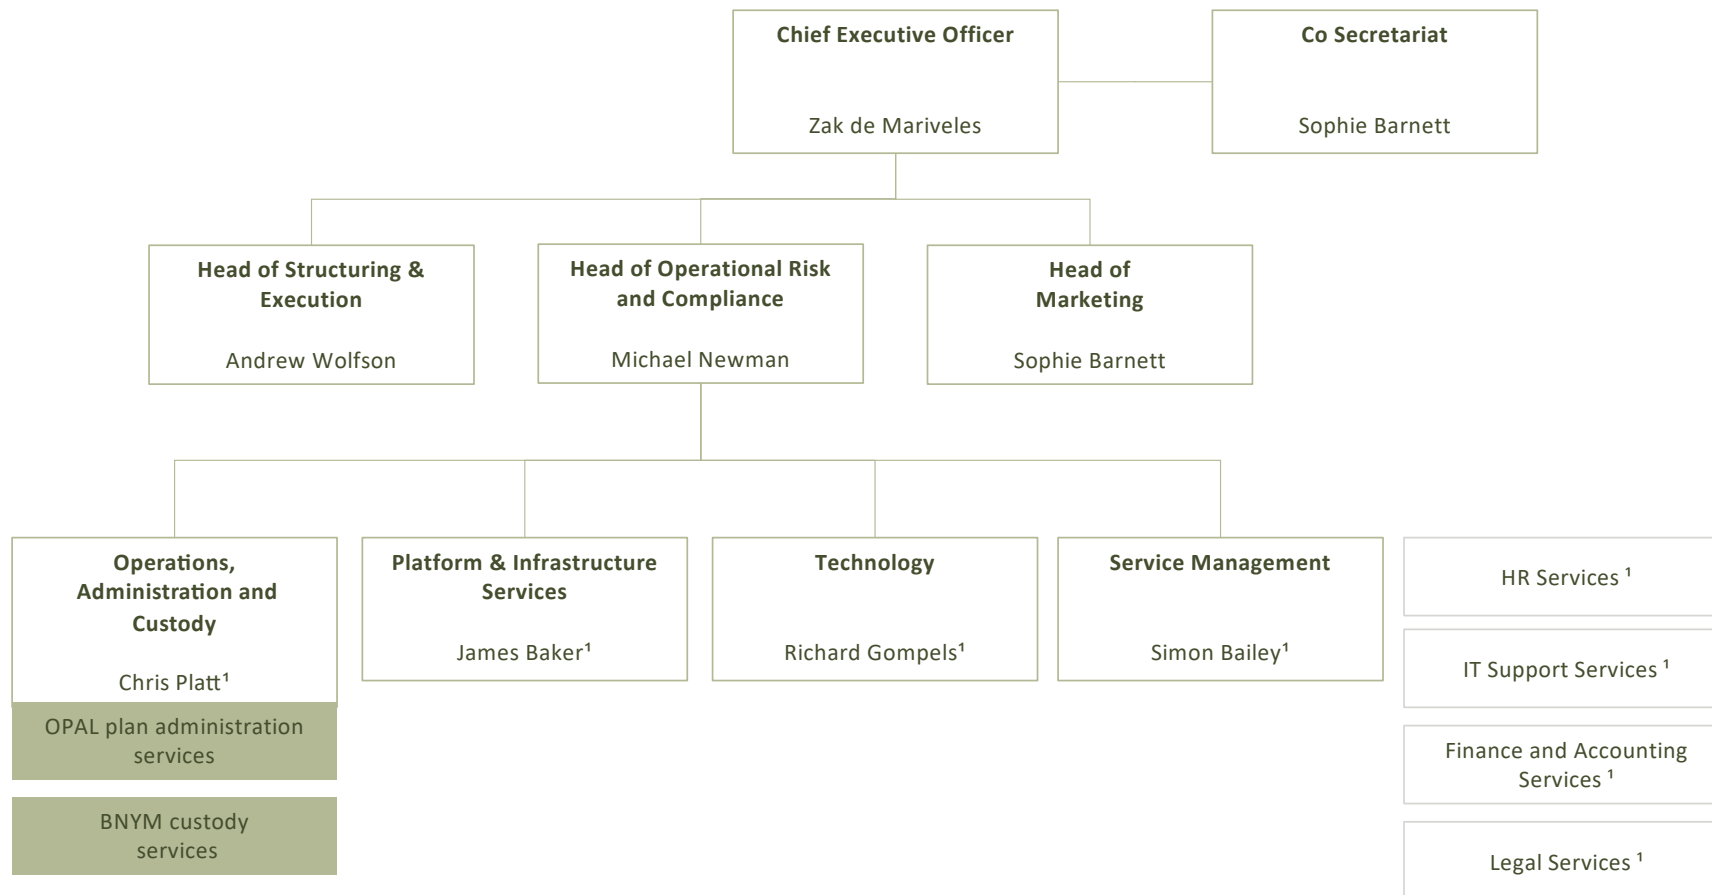 Chief Executive Officer
Zak de Mariveles
Co Secretariat
Sophie Barnett
Head of Structuring &
Execution
Andrew Wolfson
Head of Operational Risk
and Compliance
Michael Newman
Head of
Marketing
Sophie Barnett
Operations,
Administration and
Custody
Chris Platt¹
OPAL plan administration
services
BNYM custody
services
Platform & Infrastructure
Services
James Baker¹
Technology
Richard Gompels¹
Service Management
Simon Bailey¹
HR Services ¹
IT Support Services ¹
Finance and Accounting
Services ¹
Legal Services ¹